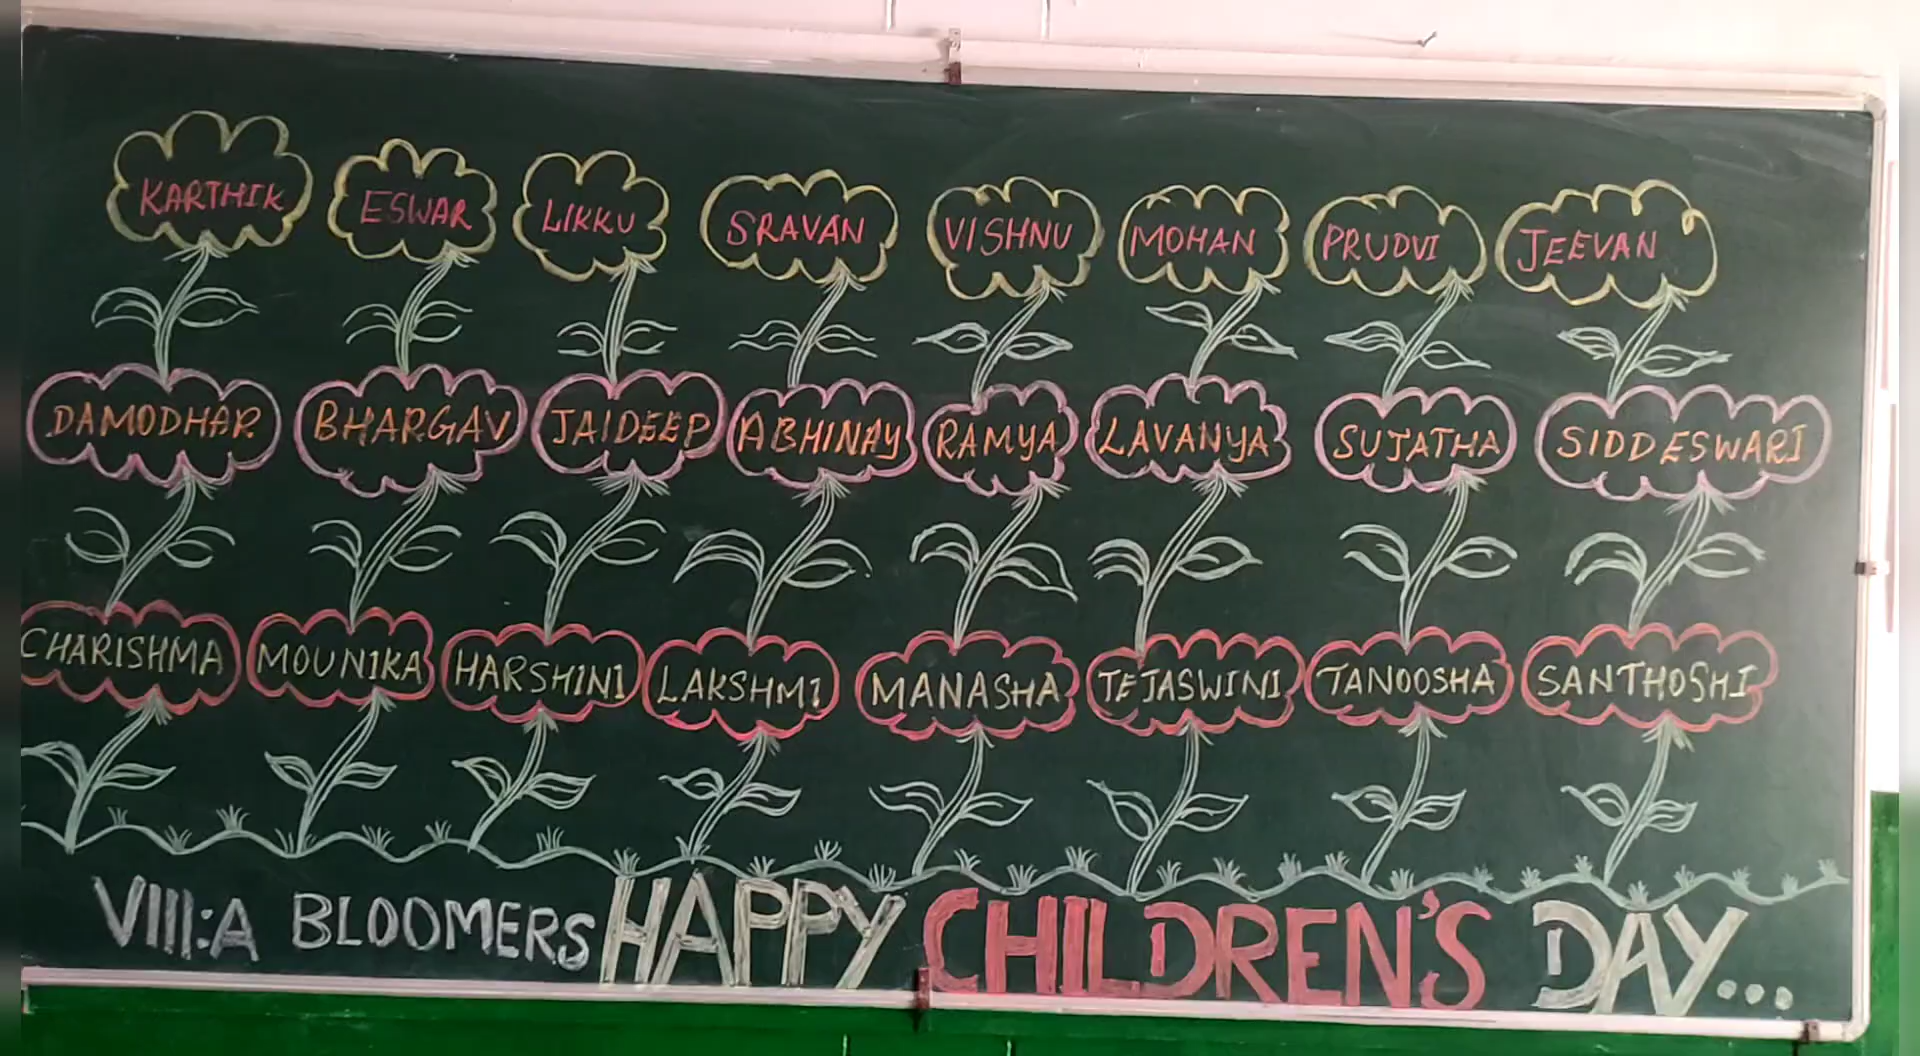 KARTHIK ESWAR LIKKU SRAVAN VISHNU MOHAN PRUDVI JEEVAN
DAMODHAR BHARGAV JAIDEEP ABHINAY RAMYA LAVANYA SUJATHA SIDDESWARI
CHARISHMA MOUNIKA HARSHINI LAKSHMI MANASHA TEJASWINI TANOOSHA SANTHOSHI
VIII:A BLOOMERS HAPPY CHILDREN'S DAY...